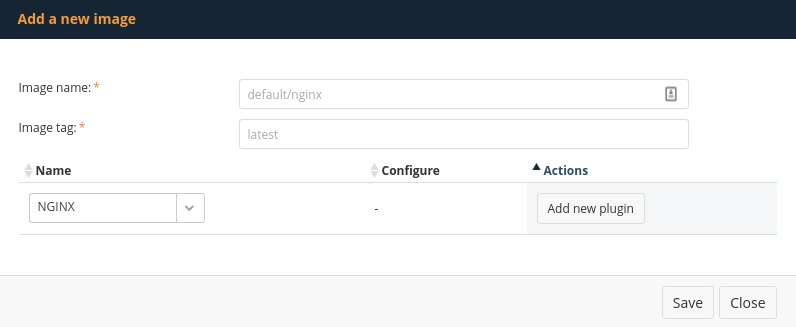 Add a new image
Image name: *
default/nginx
Image tag: *
latest
Name Configure Actions
NGINX - Add new plugin
Save Close